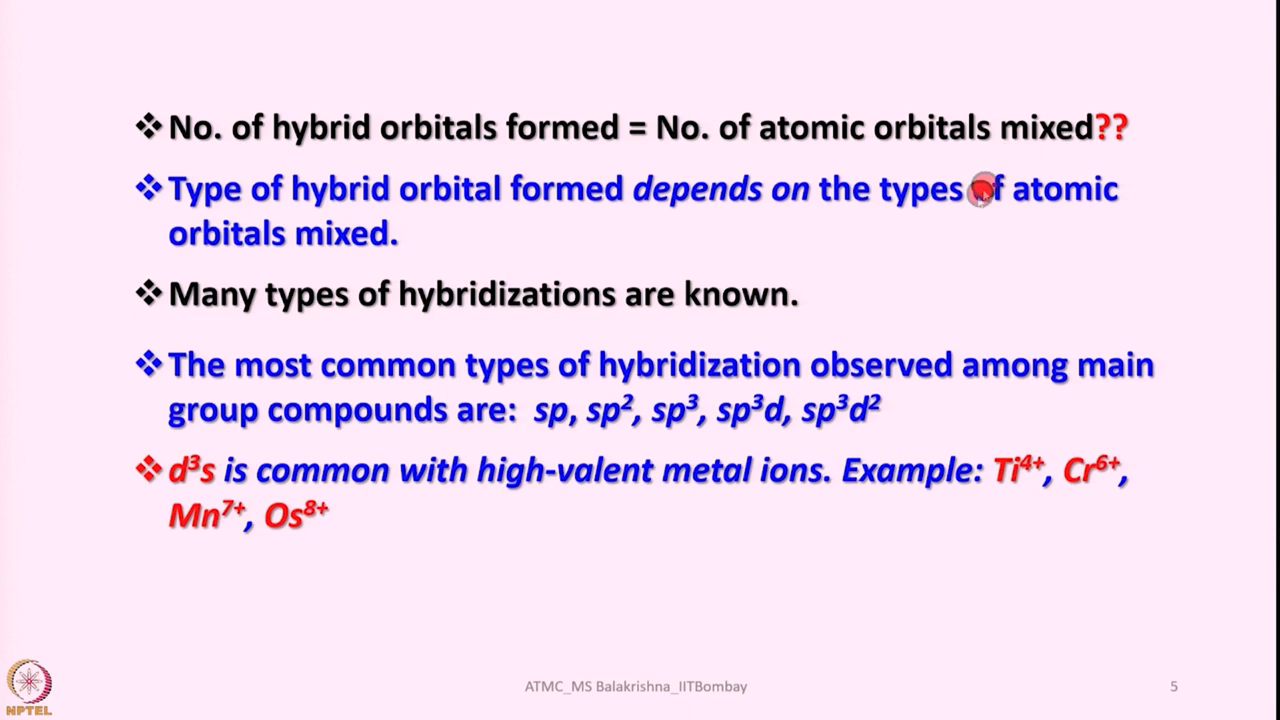 ❖ No. of hybrid orbitals formed = No. of atomic orbitals mixed??
❖ Type of hybrid orbital formed depends on the types of atomic
orbitals mixed.
❖ Many types of hybridizations are known.
❖ The most common types of hybridization observed among main
group compounds are: sp, sp², sp³, sp³d, sp³d²
❖ d³s is common with high-valent metal ions. Example: Ti⁴⁺, Cr⁶⁺,
Mn⁷⁺, Os⁸⁺
NPTEL
ATMC_MS Balakrishna_IITBombay
5